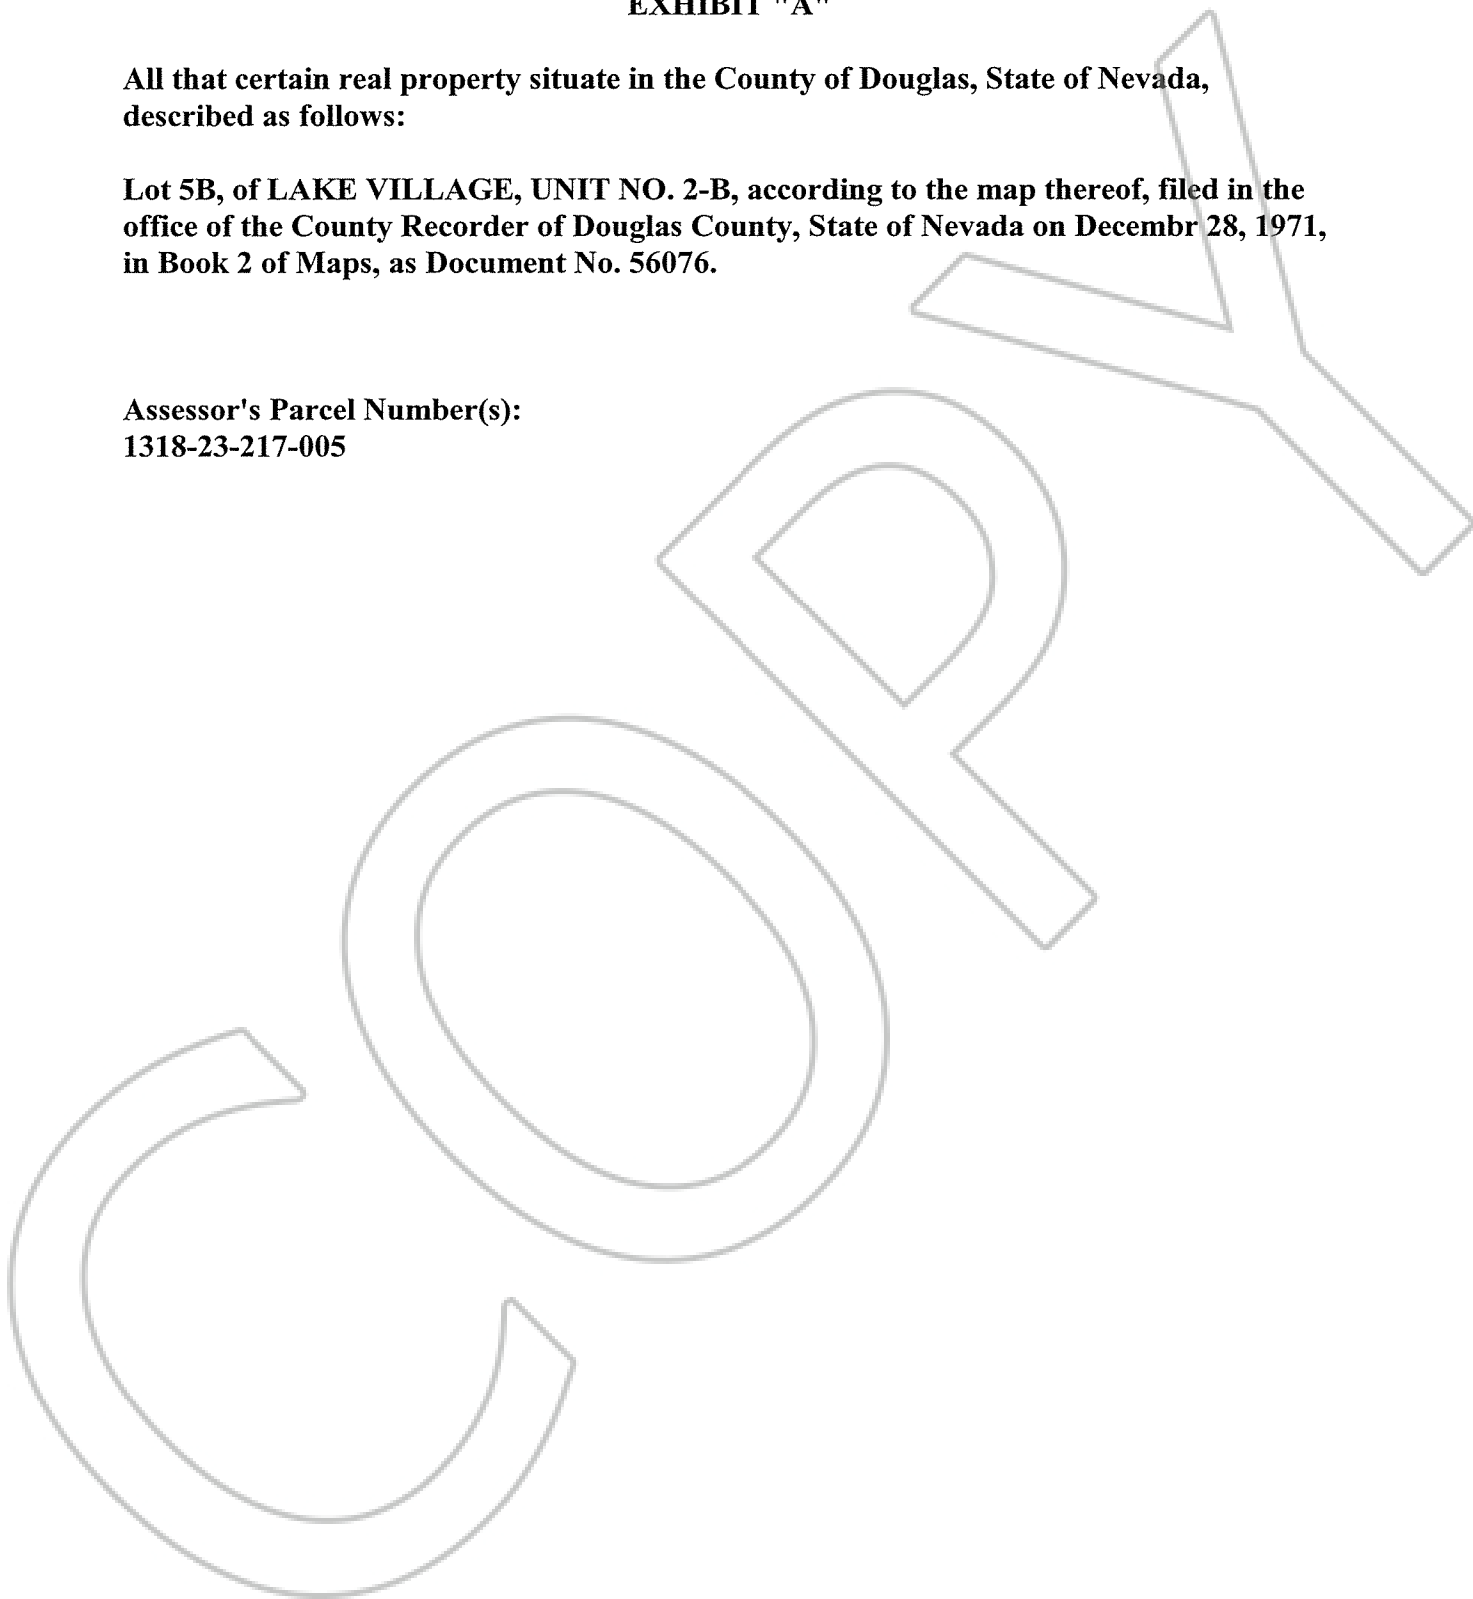 EXHIBIT "A"
All that certain real property situate in the County of Douglas, State of Nevada,
described as follows:
Lot 5B, of LAKE VILLAGE, UNIT NO. 2-B, according to the map thereof, filed in the
office of the County Recorder of Douglas County, State of Nevada on Decembr 28, 1971,
in Book 2 of Maps, as Document No. 56076.
Assessor's Parcel Number(s):
1318-23-217-005
COPY